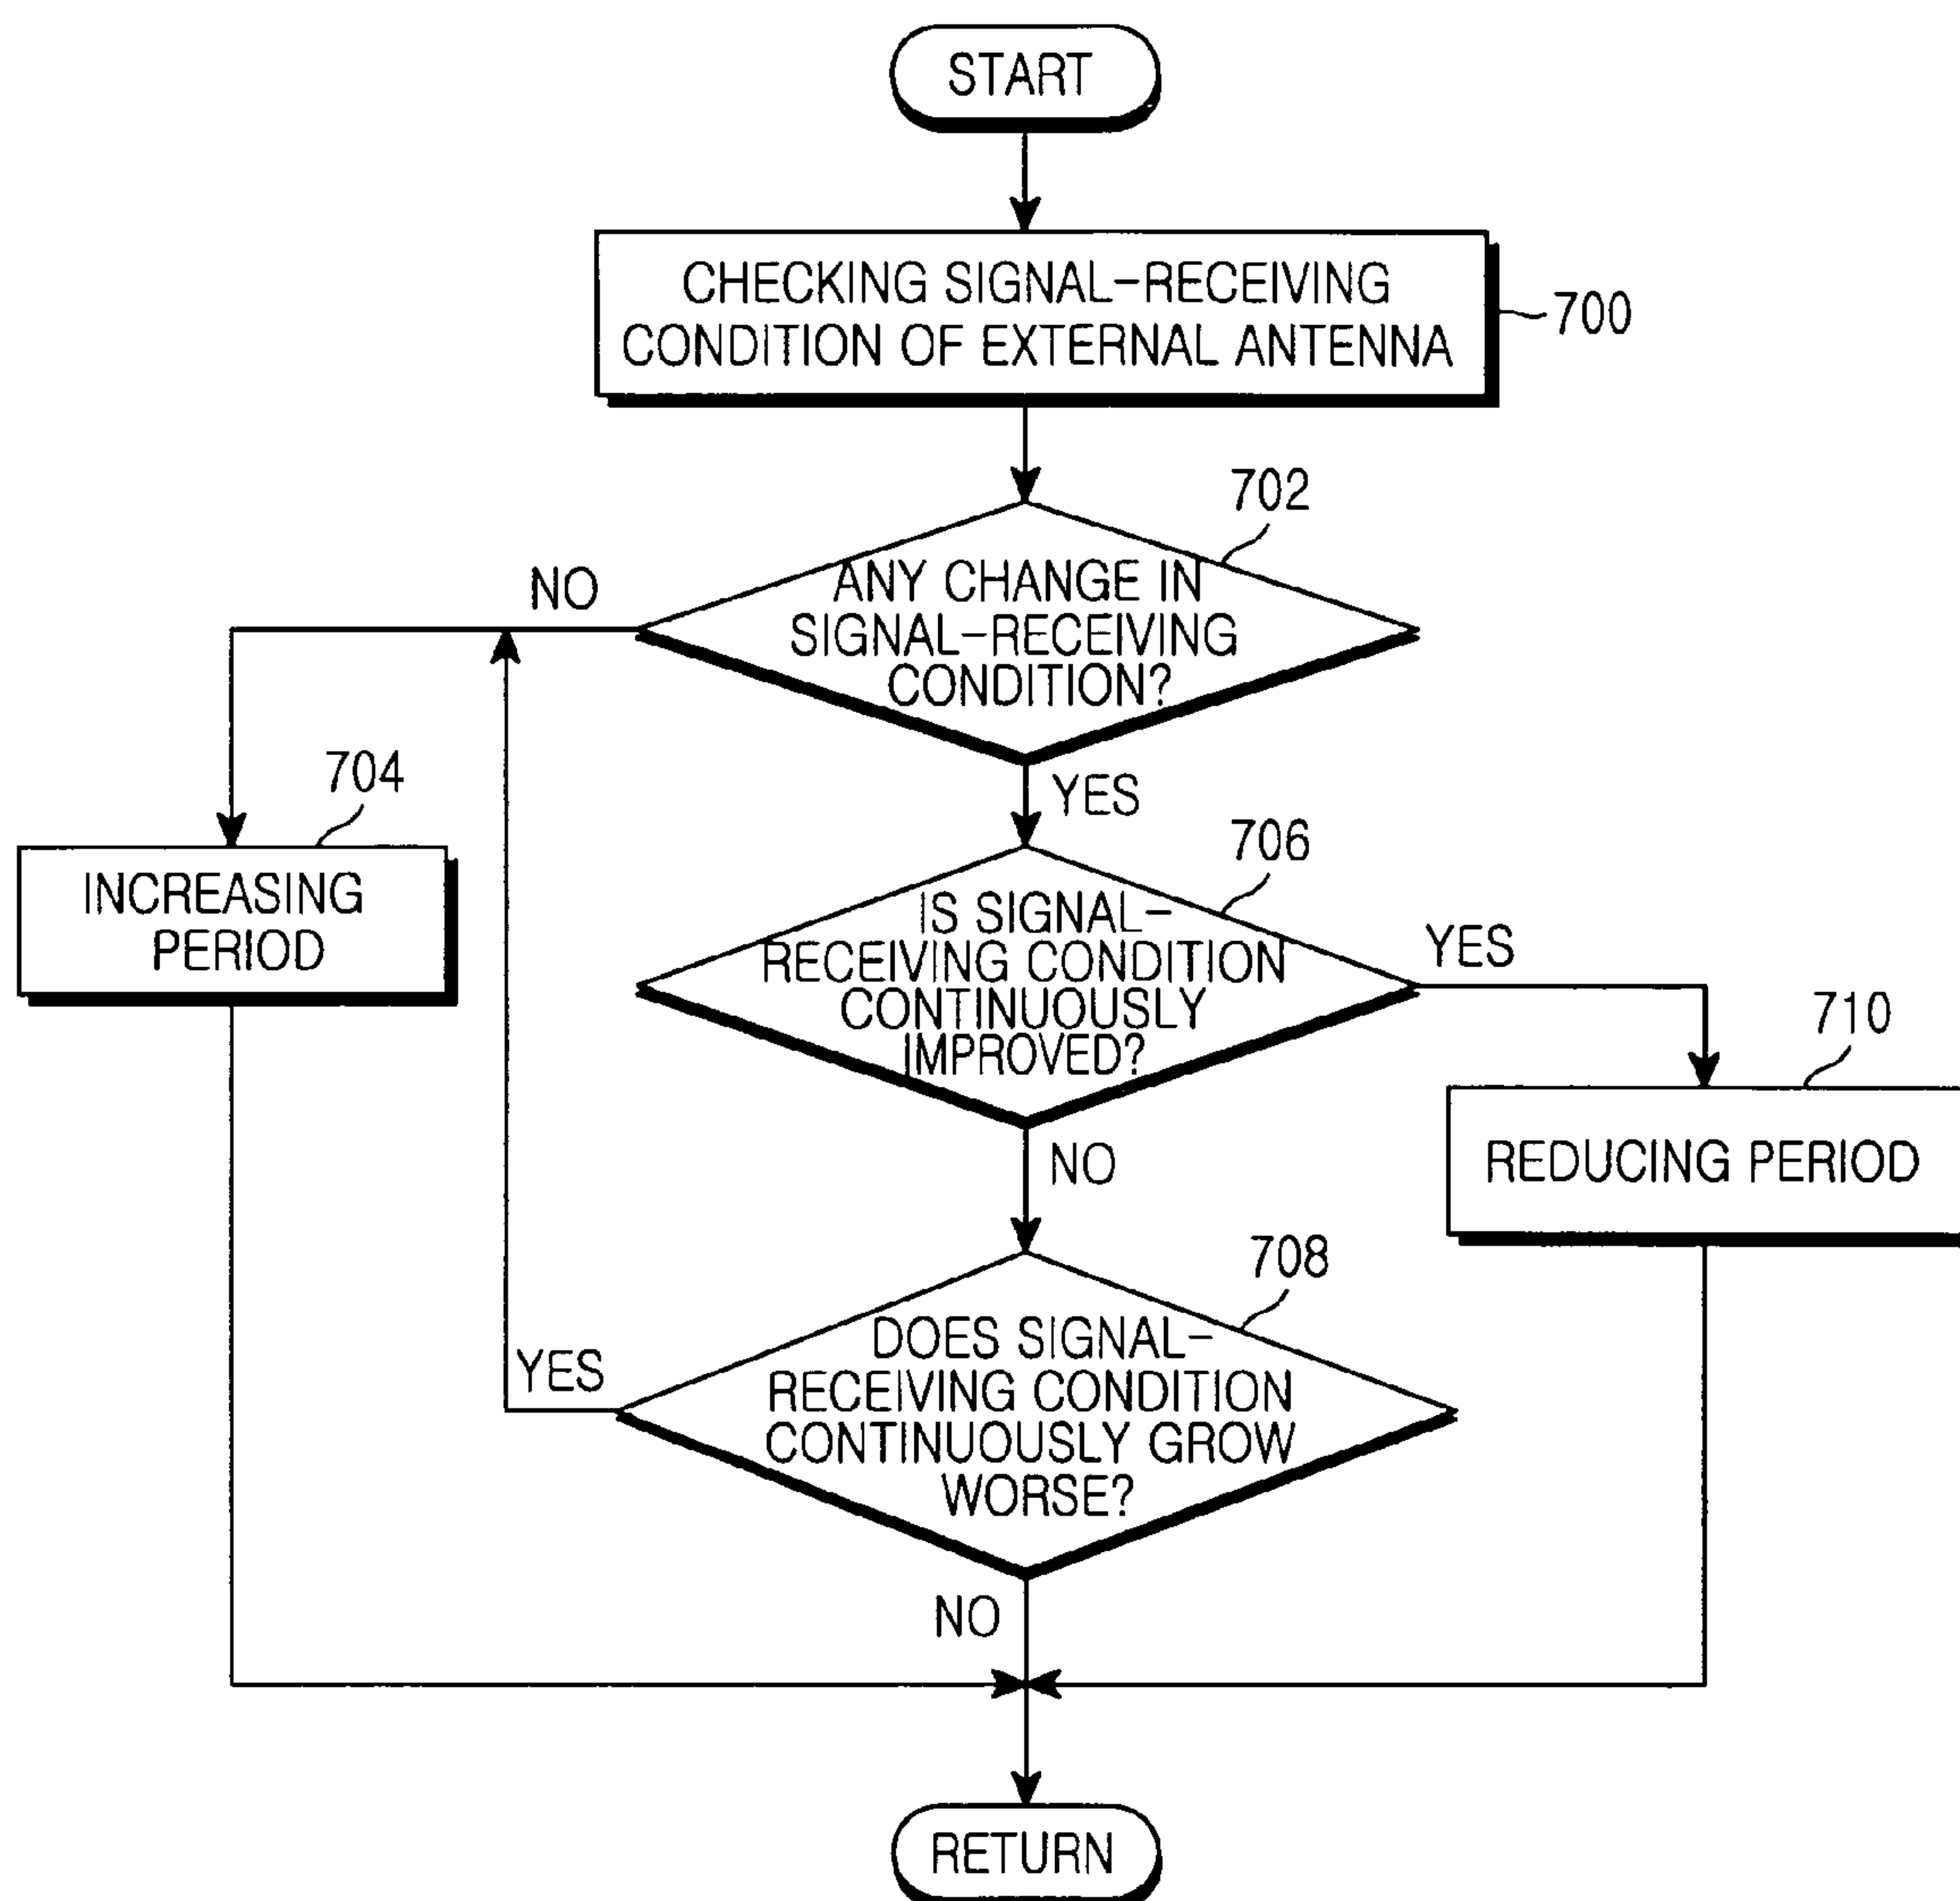 START
CHECKING SIGNAL-RECEIVING
CONDITION OF EXTERNAL ANTENNA
700
702
ANY CHANGE IN
SIGNAL-RECEIVING
CONDITION?
NO
YES
704
INCREASING
PERIOD
706
IS SIGNAL-
RECEIVING CONDITION
CONTINUOUSLY
IMPROVED?
YES
NO
710
REDUCING PERIOD
708
DOES SIGNAL-
RECEIVING CONDITION
CONTINUOUSLY GROW
WORSE?
YES
NO
RETURN